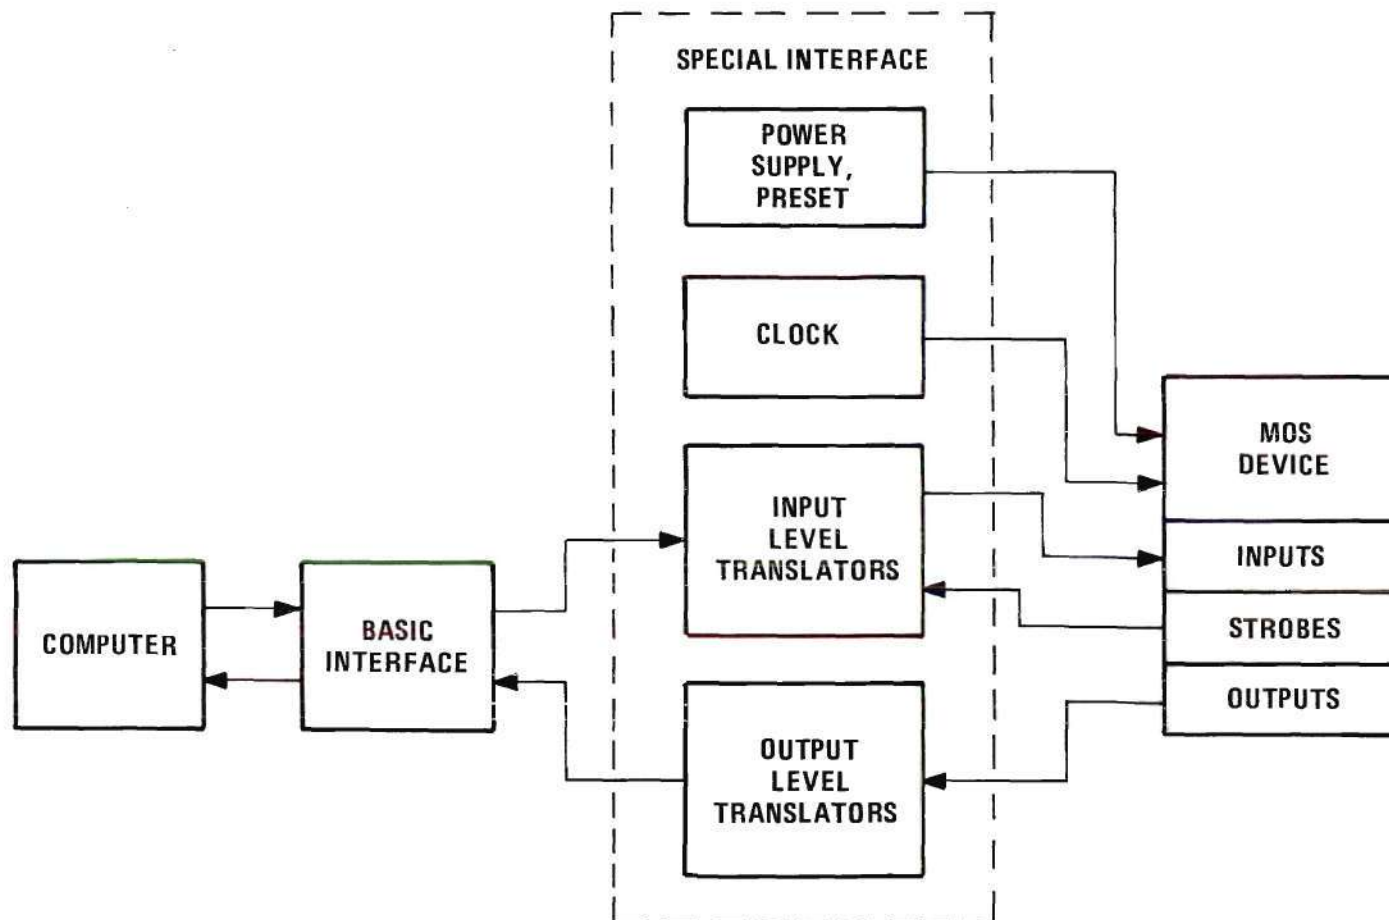 SPECIAL INTERFACE
POWER
SUPPLY,
PRESET
CLOCK
MOS
DEVICE
INPUT
LEVEL
TRANSLATORS
INPUTS
STROBES
OUTPUTS
COMPUTER
BASIC
INTERFACE
OUTPUT
LEVEL
TRANSLATORS